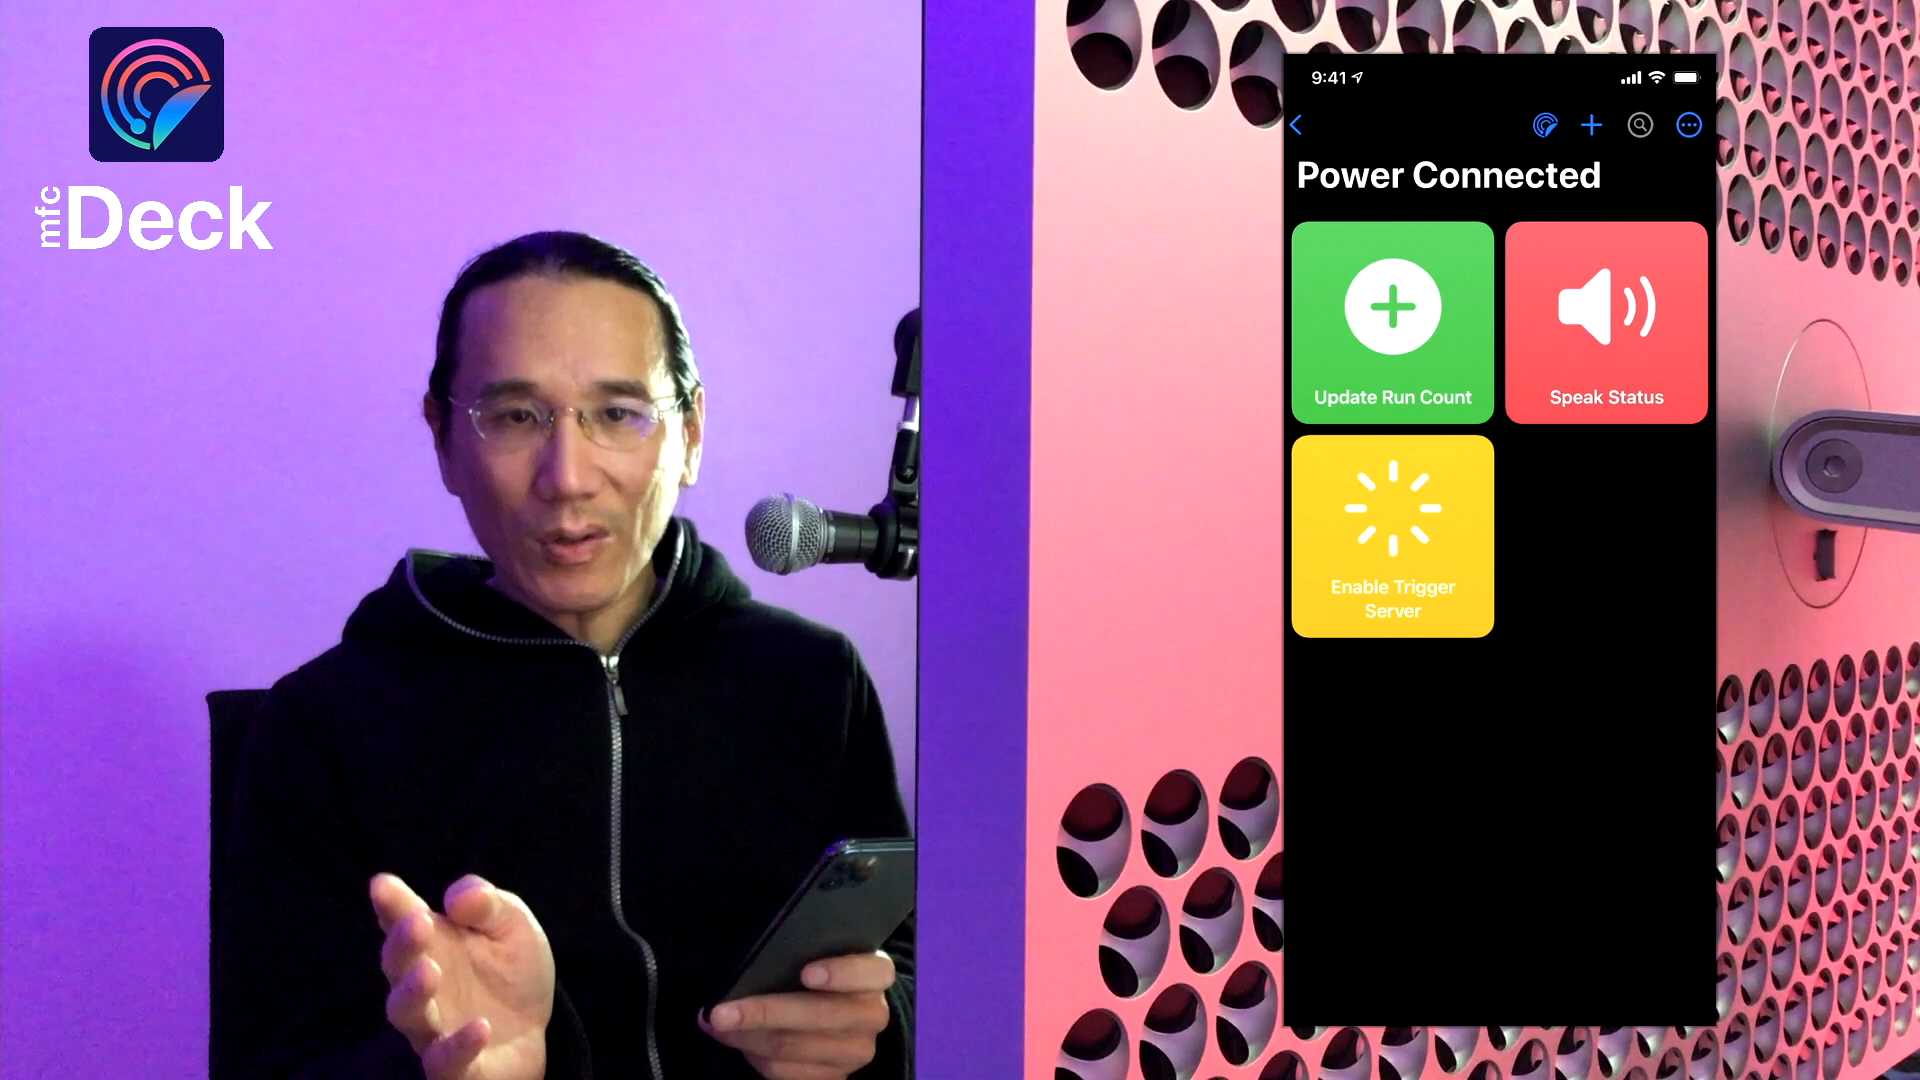 mfc Deck
9:41
Power Connected
Update Run Count
Speak Status
Enable Trigger
Server